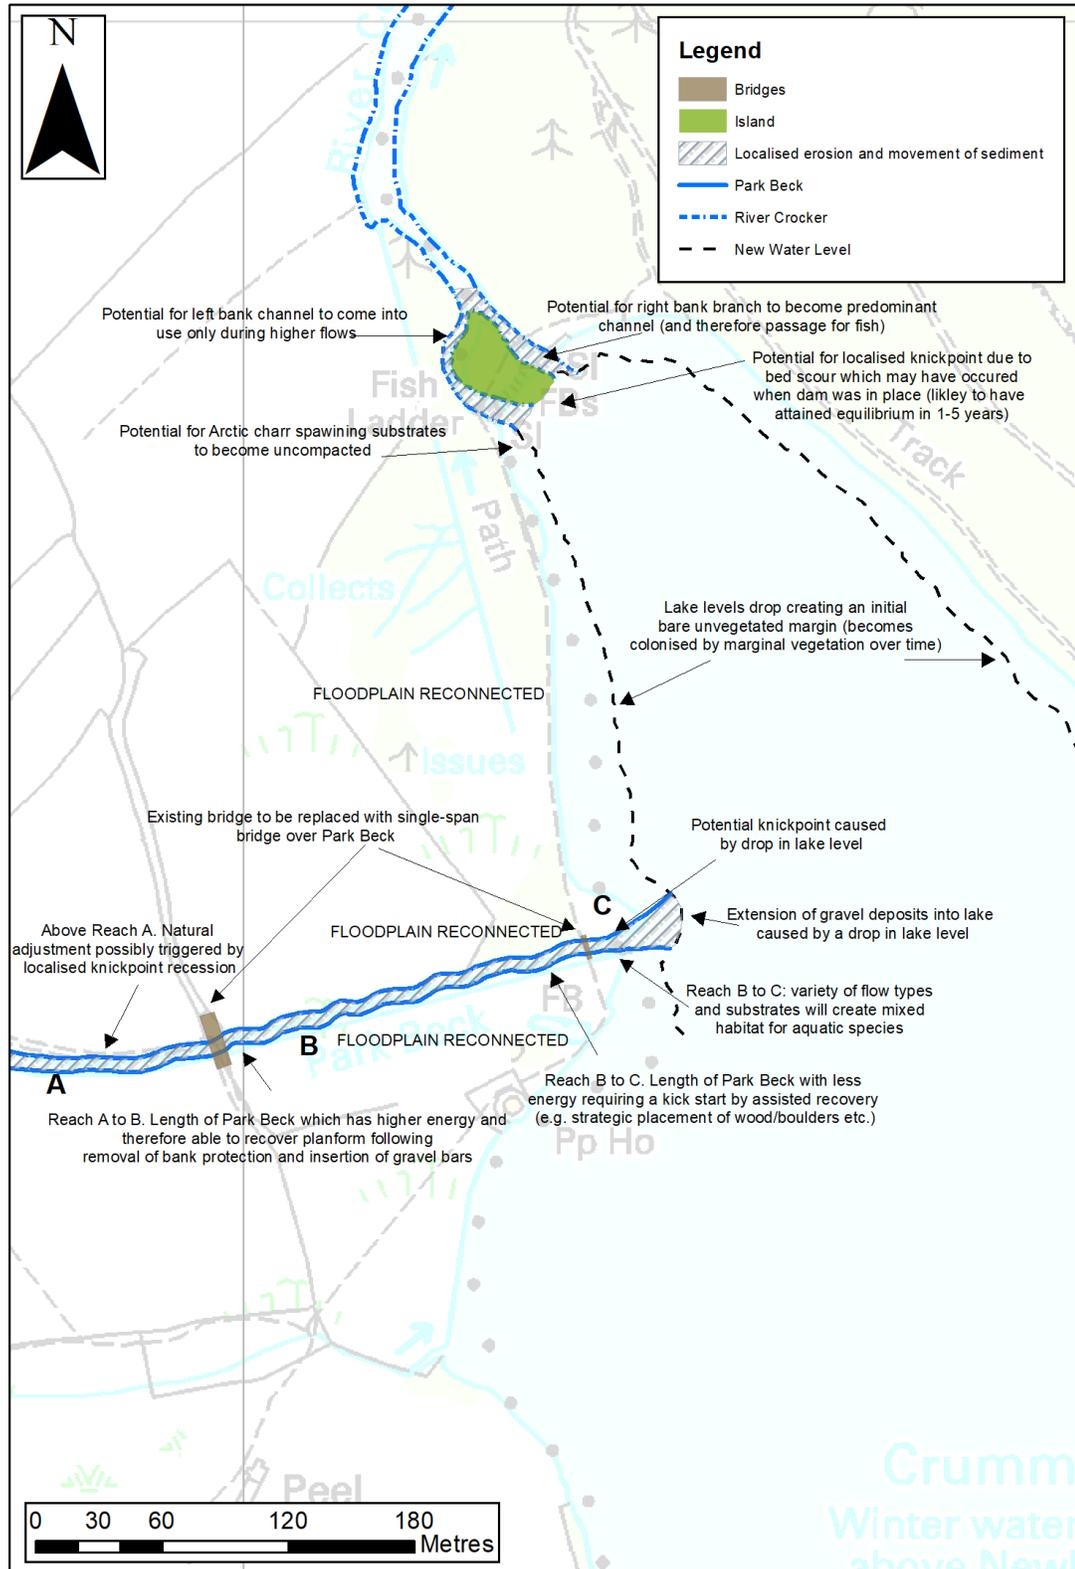 N
River C
Legend
Bridges
Island
Localised erosion and movement of sediment
Park Beck
River Crocker
New Water Level
Potential for left bank channel to come into
use only during higher flows
Potential for right bank branch to become predominant
channel (and therefore passage for fish)
Potential for localised knickpoint due to
bed scour which may have occured
when dam was in place (likley to have
attained equilibrium in 1-5 years)
Sl
FBs
Fish
Ladder
Sl
Potential for Arctic charr spawining substrates
to become uncompacted
Track
Path
Collects
Lake levels drop creating an initial
bare unvegetated margin (becomes
colonised by marginal vegetation over time)
FLOODPLAIN RECONNECTED
Issues
Existing bridge to be replaced with single-span
bridge over Park Beck
Potential knickpoint caused
by drop in lake level
C
Extension of gravel deposits into lake
caused by a drop in lake level
Above Reach A. Natural
adjustment possibly triggered by
localised knickpoint recession
FLOODPLAIN RECONNECTED
Reach B to C: variety of flow types
and substrates will create mixed
habitat for aquatic species
FB
B
Park Beck
FLOODPLAIN RECONNECTED
A
Reach B to C. Length of Park Beck with less
energy requiring a kick start by assisted recovery
(e.g. strategic placement of wood/boulders etc.)
Reach A to B. Length of Park Beck which has higher energy and
therefore able to recover planform following
removal of bank protection and insertion of gravel bars
Pp Ho
Peel
Crumm
Winter water
above Newl
0 30 60 120 180
Metres